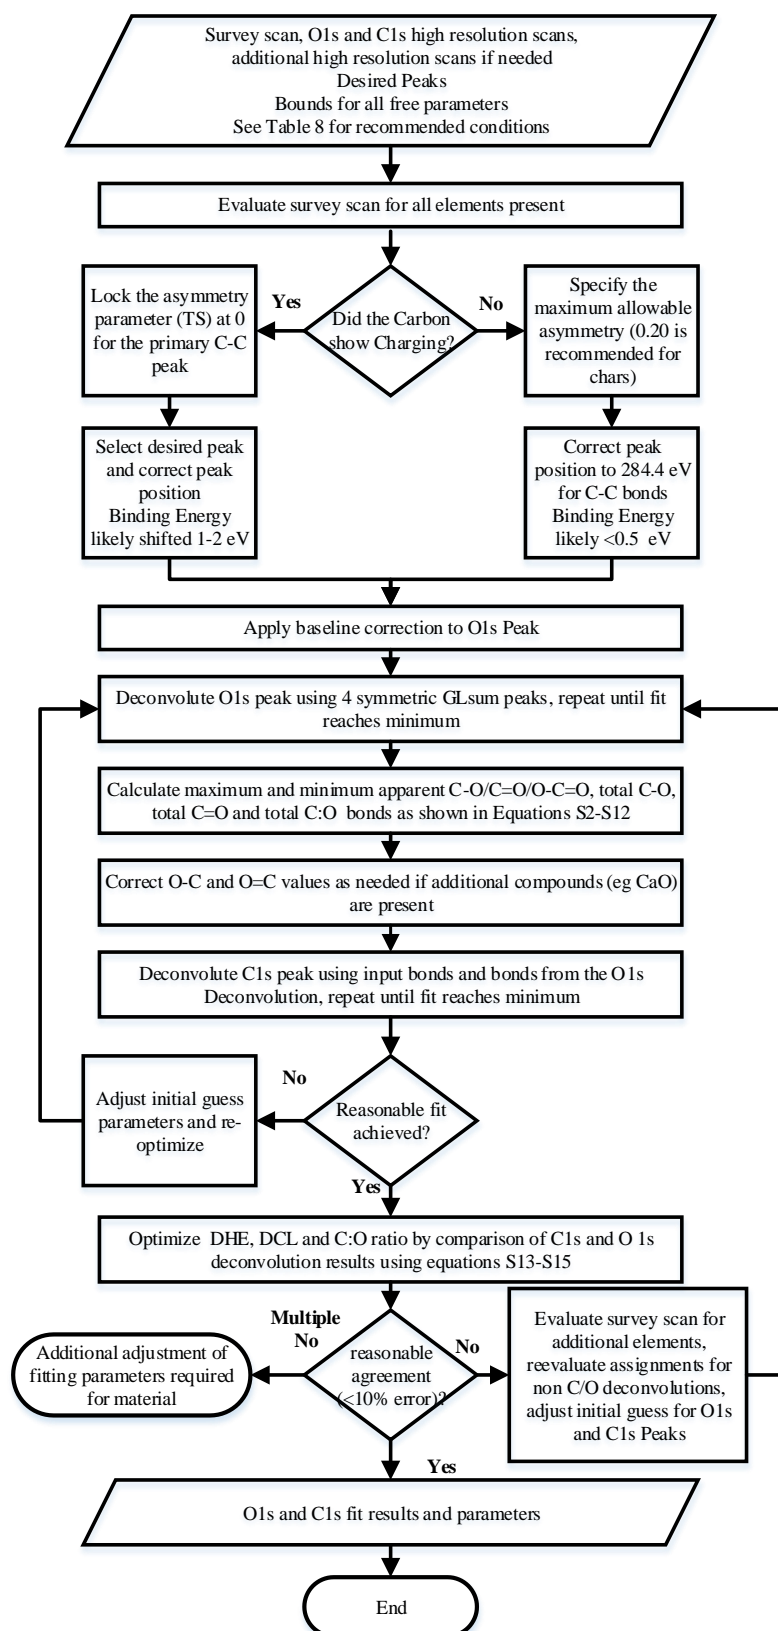 Survey scan, O1s and C1s high resolution scans,
additional high resolution scans if needed
Desired Peaks
Bounds for all free parameters
See Table 8 for recommended conditions
Evaluate survey scan for all elements present
Lock the asymmetry
parameter (TS) at 0
for the primary C-C
peak
Yes
Did the Carbon
show Charging?
No
Specify the
maximum allowable
asymmetry (0.20 is
recommended for
chars)
Select desired peak
and correct peak
position
Binding Energy
likely shifted 1-2 eV
Correct peak
position to 284.4 eV
for C-C bonds
Binding Energy
likely <0.5 eV
Apply baseline correction to O1s Peak
Deconvolute O1s peak using 4 symmetric GLsum peaks, repeat until fit
reaches minimum
Calculate maximum and minimum apparent C-O/C=O/O-C=O, total C-O,
total C=O and total C:O bonds as shown in Equations S2-S12
Correct O-C and O=C values as needed if additional compounds (eg CaO)
are present
Deconvolute C1s peak using input bonds and bonds from the O1s
Deconvolution, repeat until fit reaches minimum
Adjust initial guess
parameters and re-
optimize
No
Reasonable fit
achieved?
Yes
Optimize DHE, DCL and C:O ratio by comparison of C1s and O 1s
deconvolution results using equations S13-S15
Additional adjustment of
fitting parameters required
for material
Multiple
No
reasonable
agreement
(<10% error)?
No
Evaluate survey scan for
additional elements,
reevaluate assignments for
non C/O deconvolutions,
adjust initial guess for O1s
and C1s Peaks
Yes
O1s and C1s fit results and parameters
End